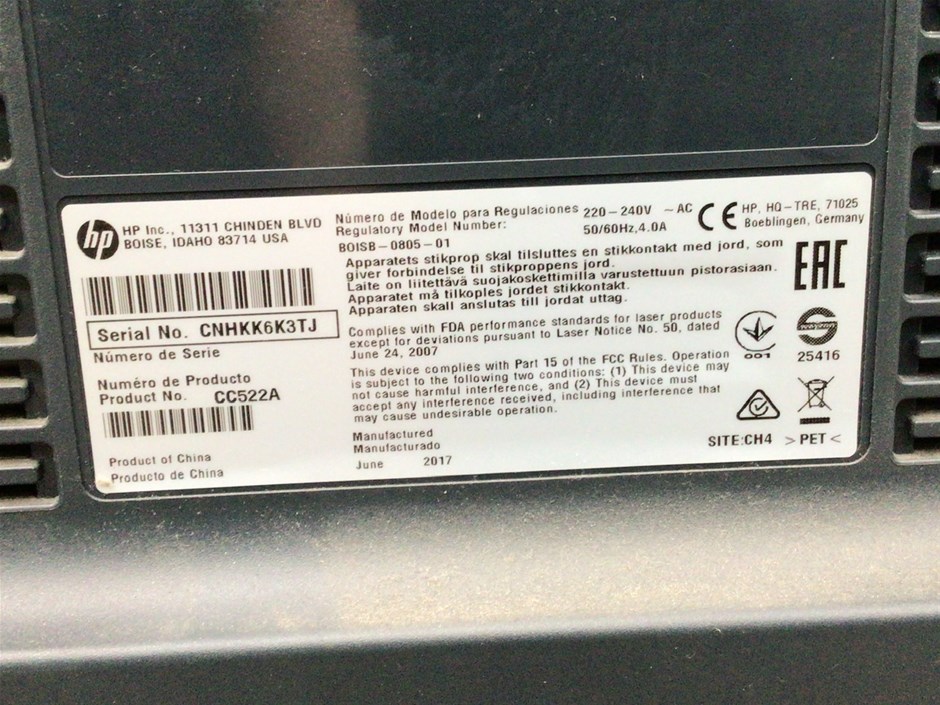 hp
HP Inc., 11311 CHINDEN BLVD
BOISE, IDAHO 83714 USA
Serial No. CNHKK6K3TJ
Número de Serie
Numéro de Producto
Product No. CC522A
Product of China
Producto de China
Número de Modelo para Regulaciones
Regulatory Model Number:
BOISB-0805-01
220-240V ~AC
50/60Hz,4.0A
CE
HP, HQ-TRE, 71025
Boeblingen, Germany
Apparatets stikprop skal tilsluttes en stikkontakt med jord, som
giver forbindelse til stikproppens jord.
Laite on liitettävä suojakoskettimilla varustettuun pistorasiaan.
Apparatet må tilkoples jordet stikkontakt.
Apparaten skall anslutas till jordat uttag.
EAC
Complies with FDA performance standards for laser products
except for deviations pursuant to Laser Notice No. 50, dated
June 24, 2007
This device complies with Part 15 of the FCC Rules. Operation
is subject to the following two conditions: (1) This device may
not cause harmful interference, and (2) This device must
accept any interference received, including interference that
may cause undesirable operation.
001
25416
Manufactured
Manufacturado
June 2017
SITE:CH4 >PET<